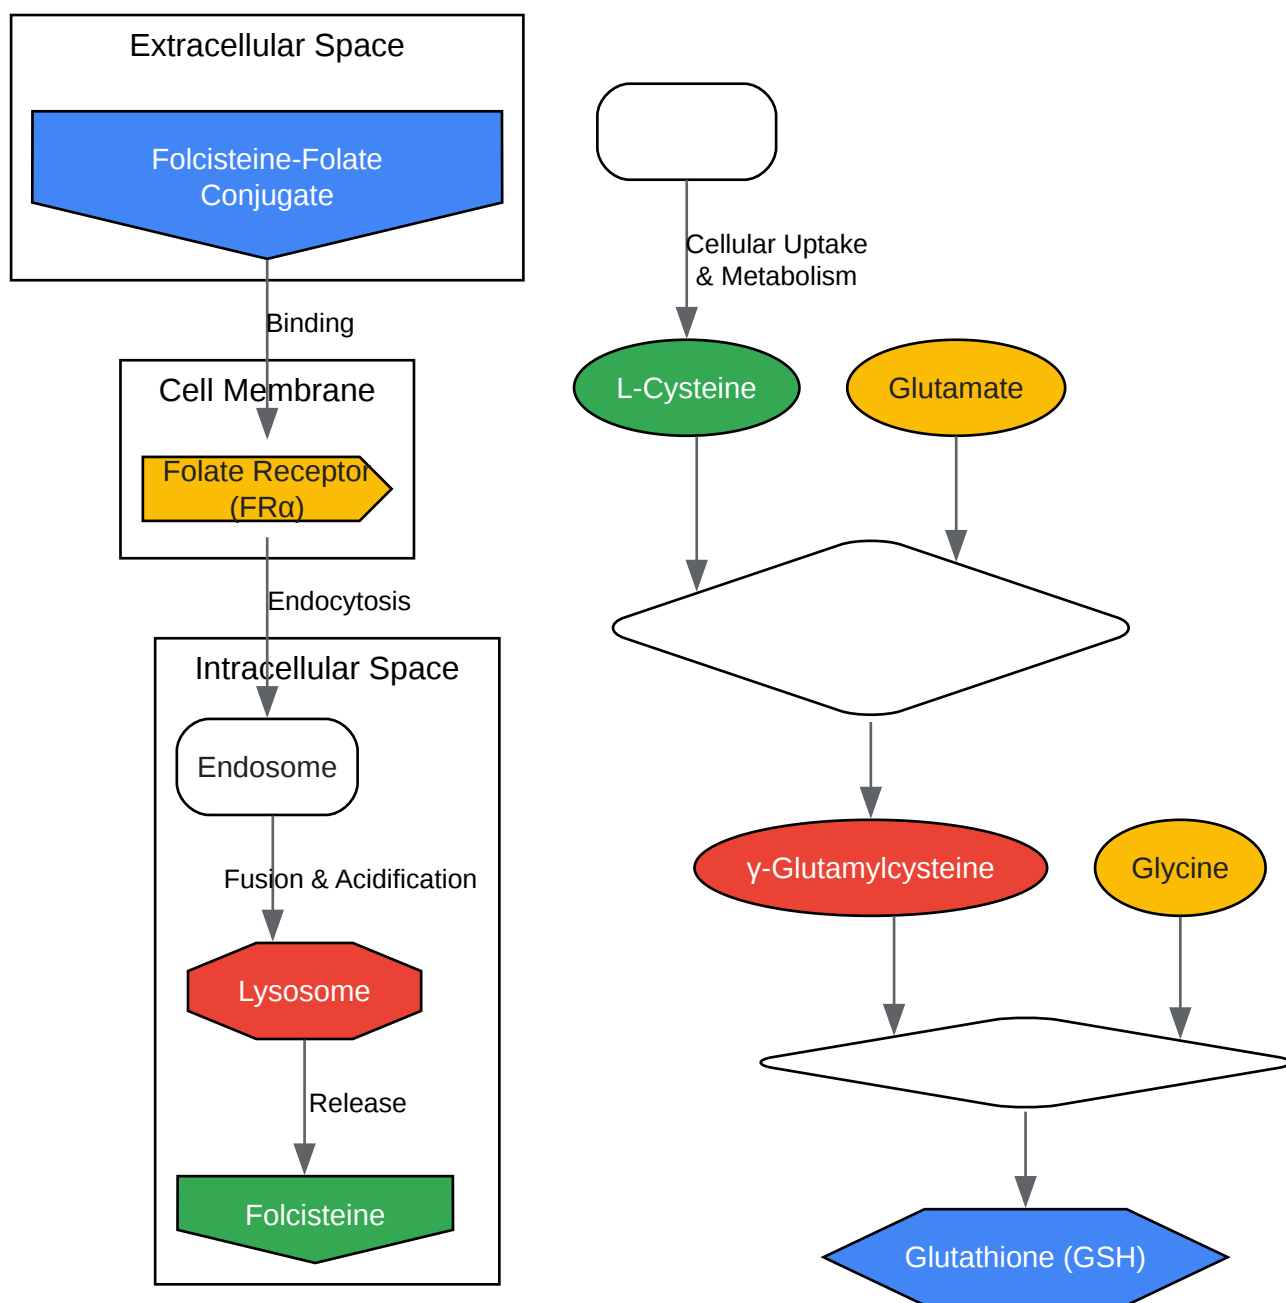 Extracellular Space
Folcisteine-Folate
Conjugate
Binding
Cell Membrane
Folate Receptor
(FRα)
Endocytosis
Intracellular Space
Endosome
Fusion & Acidification
Lysosome
Release
Folcisteine
Cellular Uptake
& Metabolism
L-Cysteine
Glutamate
γ-Glutamylcysteine
Glycine
Glutathione (GSH)